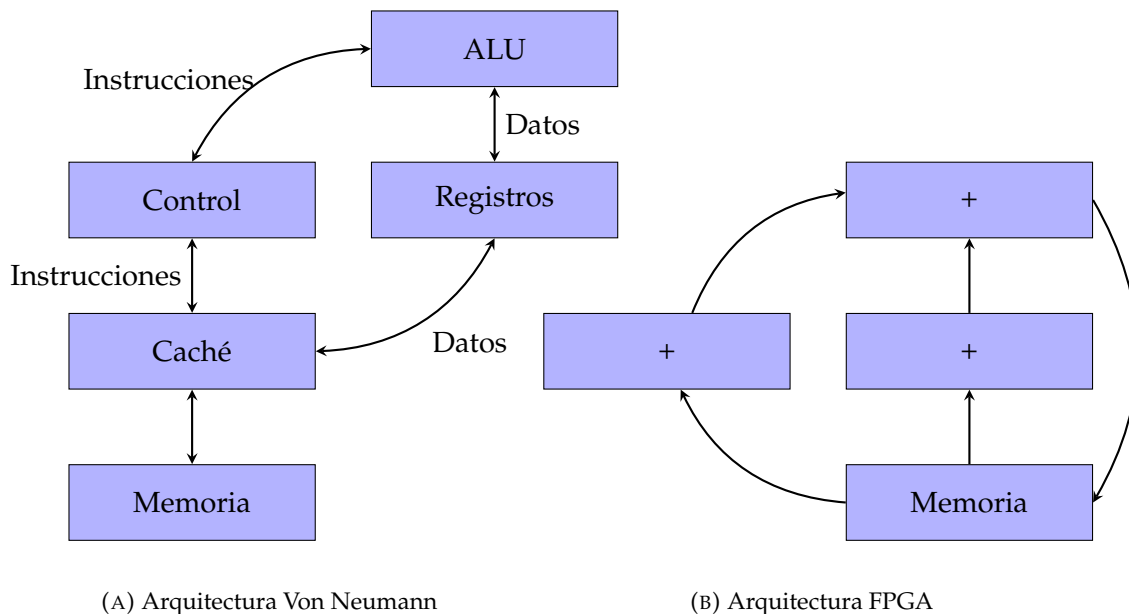 ALU
Instrucciones
Datos
Control
Registros
Instrucciones
Caché
Datos
Memoria
(A) Arquitectura Von Neumann
+
+
+
Memoria
(B) Arquitectura FPGA